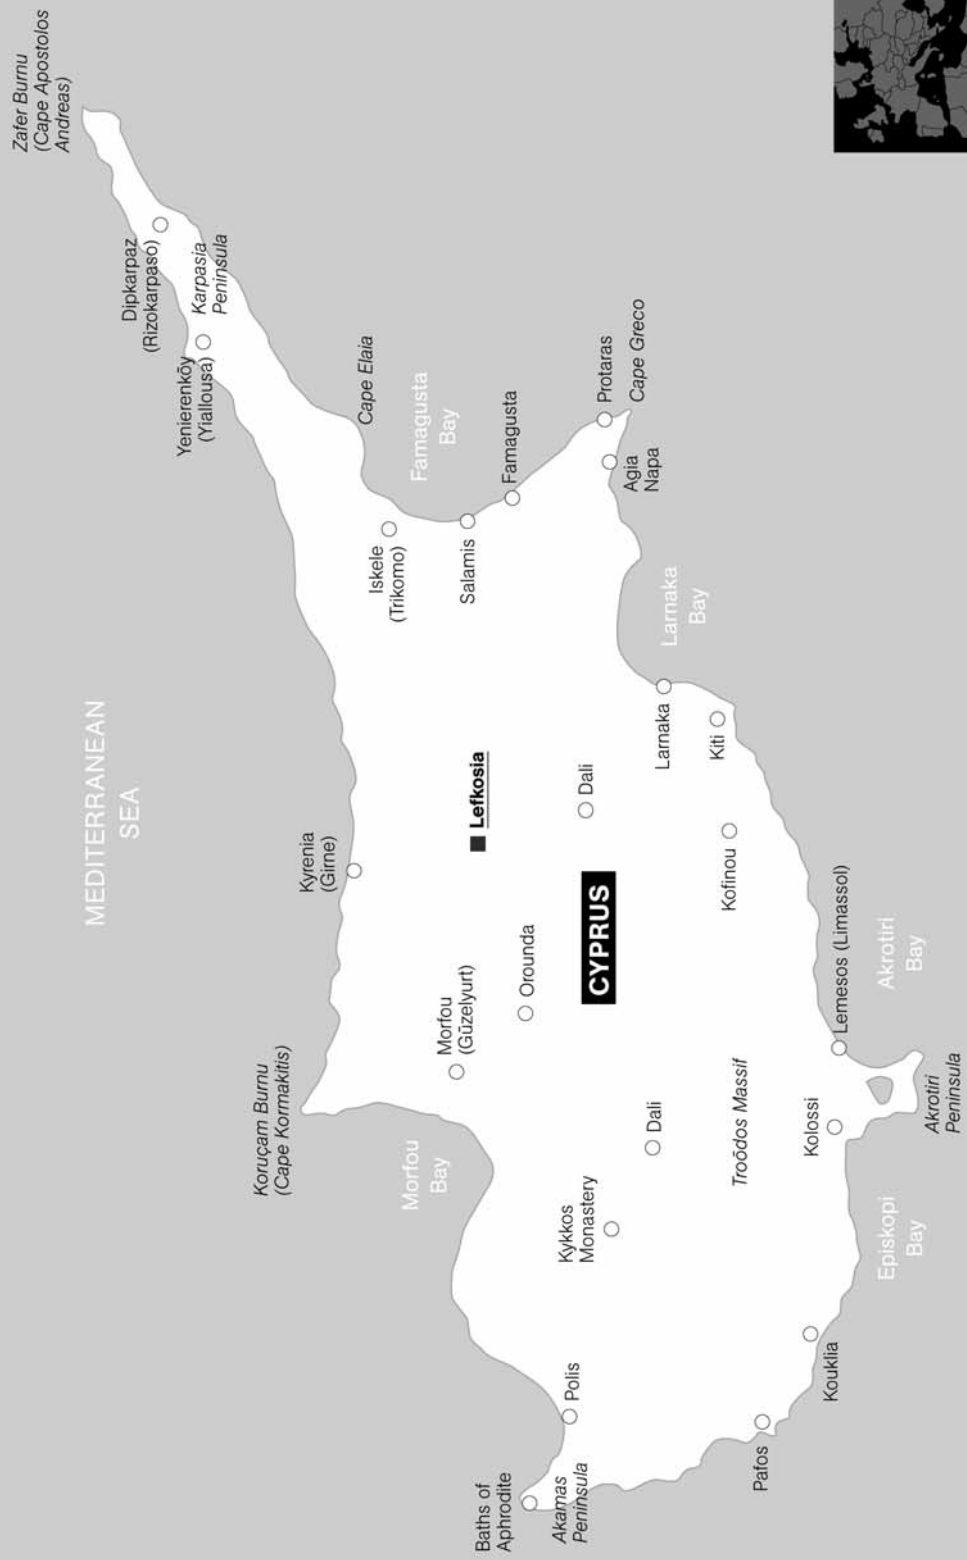 Zafer Burnu
(Cape Apostolos
Andreas)
Dipkarpaz
(Rizokarpaso)
Karpasia
Peninsula
Yenierenköy
(Yiallousa)
MEDITERRANEAN
SEA
Koruçam Burnu
(Cape Kormakitis)
Kyrenia
(Girne)
Cape Elaia
Iskele
(Trikomo)
Famagusta
Bay
Morfou
Bay
Morfou
(Güzelyurt)
Lefkosia
Salamis
Famagusta
Baths of
Aphrodite
Akamas
Peninsula
Polis
Kykkos
Monastery
Orounda
CYPRUS
Dali
Protaras
Cape Greco
Agia
Napa
Dali
Larnaka
Larnaka
Bay
Kiti
Troödos Massif
Kofinou
Pafos
Kouklia
Kolossi
Lemesos (Limassol)
Episkopi
Bay
Akrotiri
Bay
Akrotiri
Peninsula